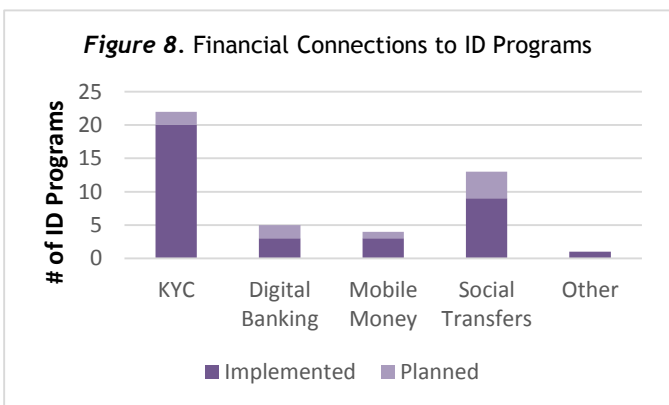 Figure 8. Financial Connections to ID Programs
# of ID Programs
25
20
15
10
5
0
KYC
Digital
Banking
Mobile
Money
Social
Transfers
Other
Implemented
Planned